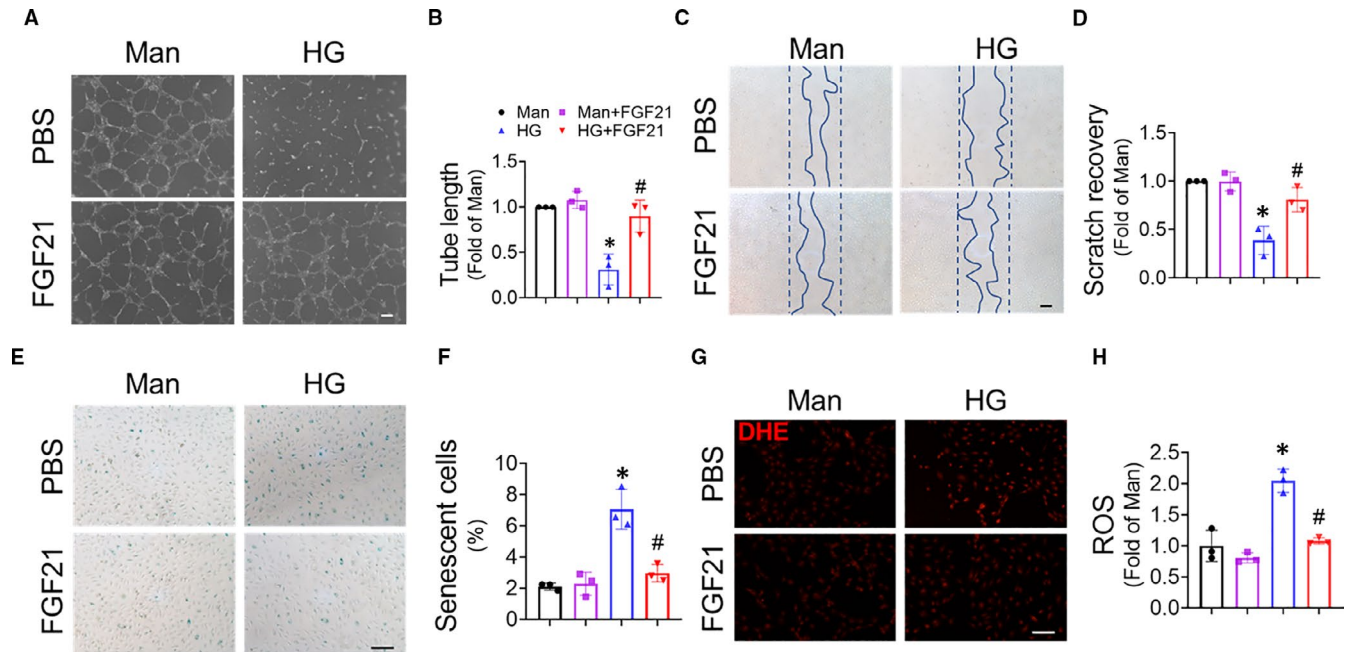 A
Man HG
PBS
FGF21
B
Man Man+FGF21
HG HG+FGF21
Tube length
(Fold of Man)
1.5
1.0
0.5
0.0
*
#
C
Man HG
PBS
FGF21
D
Scratch recovery
(Fold of Man)
1.5
1.0
0.5
0.0
*
#
E
Man HG
PBS
FGF21
F
Senescent cells
(%)
10
8
6
4
2
0
*
#
G
Man HG
DHE
PBS
FGF21
H
ROS
(Fold of Man)
2.5
2.0
1.5
1.0
0.5
0.0
*
#